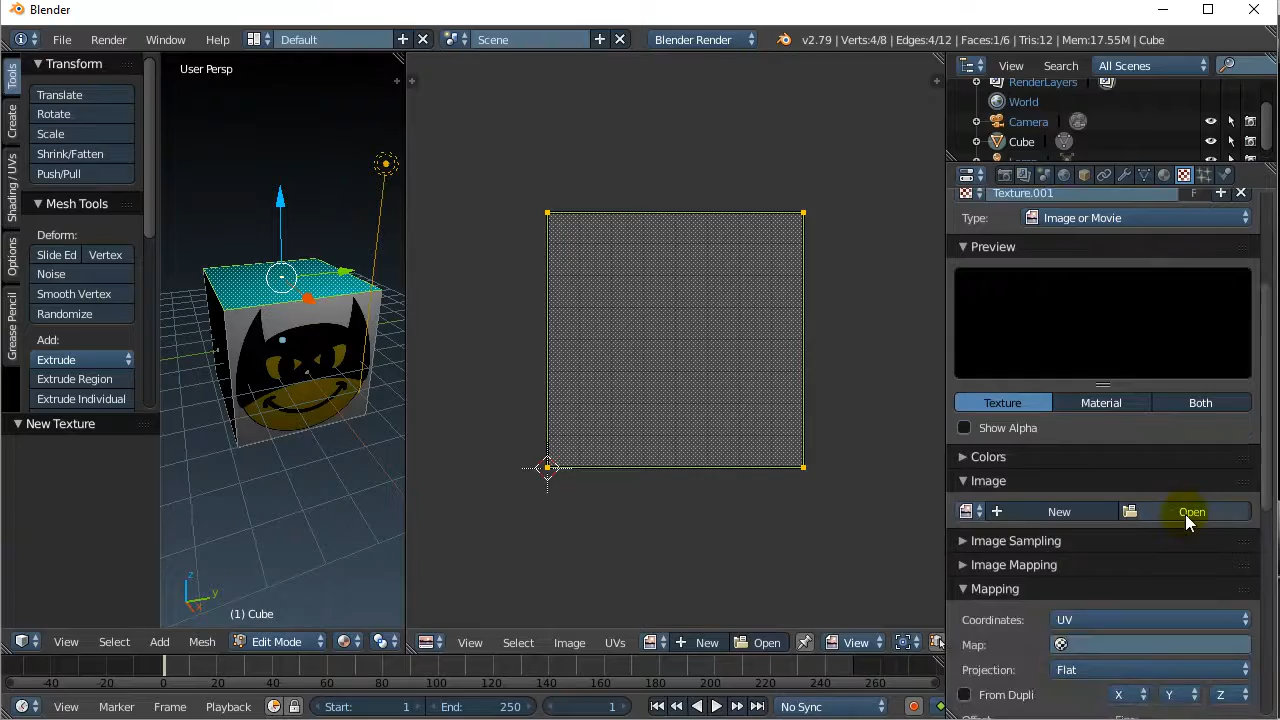 Blender
File Render Window Help Default Scene Blender Render v2.79 | Verts:4/8 | Edges:4/12 | Faces:1/6 | Tris:12 | Mem:17.55M | Cube
Tools
Create
Shading / UVs
Options
Grease Pencil
Transform
Translate
Rotate
Scale
Shrink/Fatten
Push/Pull
Mesh Tools
Deform:
Slide Ed Vertex
Noise
Smooth Vertex
Randomize
Add:
Extrude
Extrude Region
Extrude Individual
New Texture
User Persp
z
y
x
(1) Cube
View Select Add Mesh Edit Mode
View Select Image UVs New Open View
View Search All Scenes
RenderLayers
World
Camera
Cube
Texture.001 F
Type: Image or Movie
Preview
Texture Material Both
Show Alpha
Colors
Image
New Open
Image Sampling
Image Mapping
Mapping
Coordinates: UV
Map:
Projection: Flat
From Dupli X Y Z
-40 -20 0 20 40 60 80 100 120 140 160 180 200 220 240 260
View Marker Frame Playback Start: 1 End: 250 1 No Sync